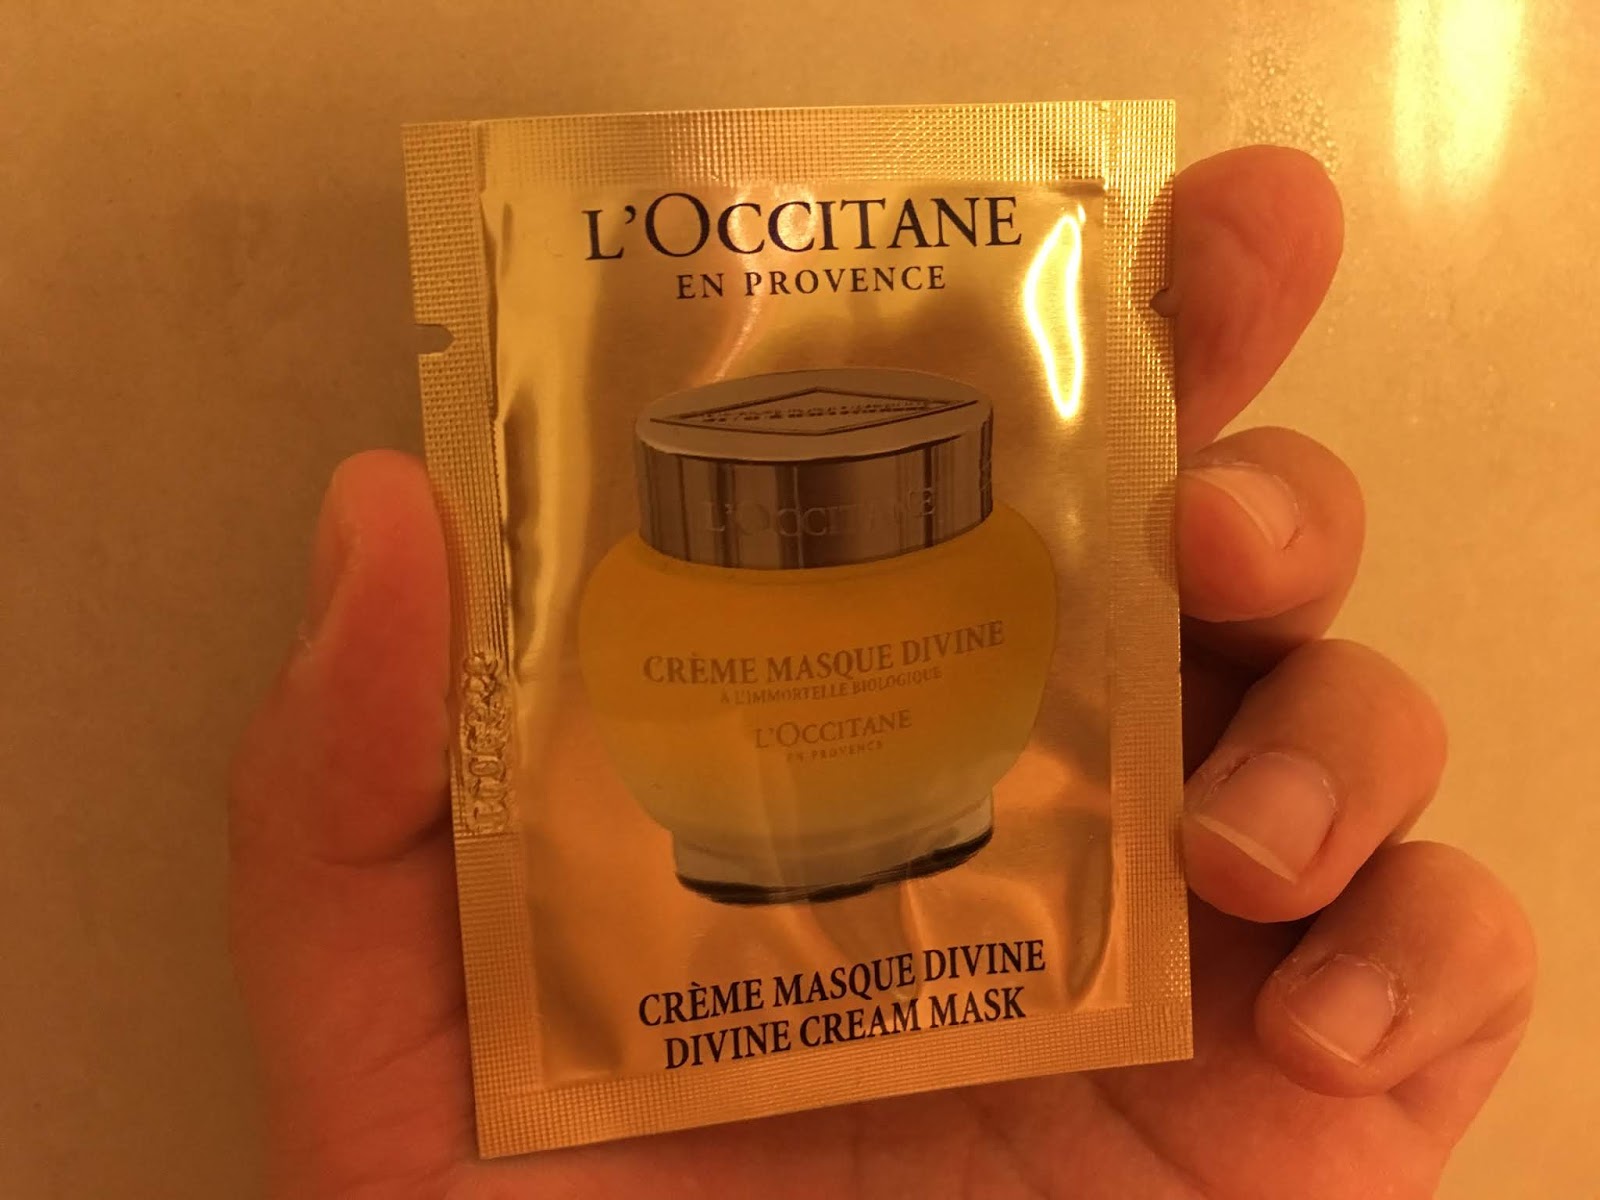 L'OCCITANE
EN PROVENCE
L'OCCITANE
CRÈME MASQUE DIVINE
À L'IMMORTELLE BIOLOGIQUE
L'OCCITANE
EN PROVENCE
CRÈME MASQUE DIVINE
DIVINE CREAM MASK